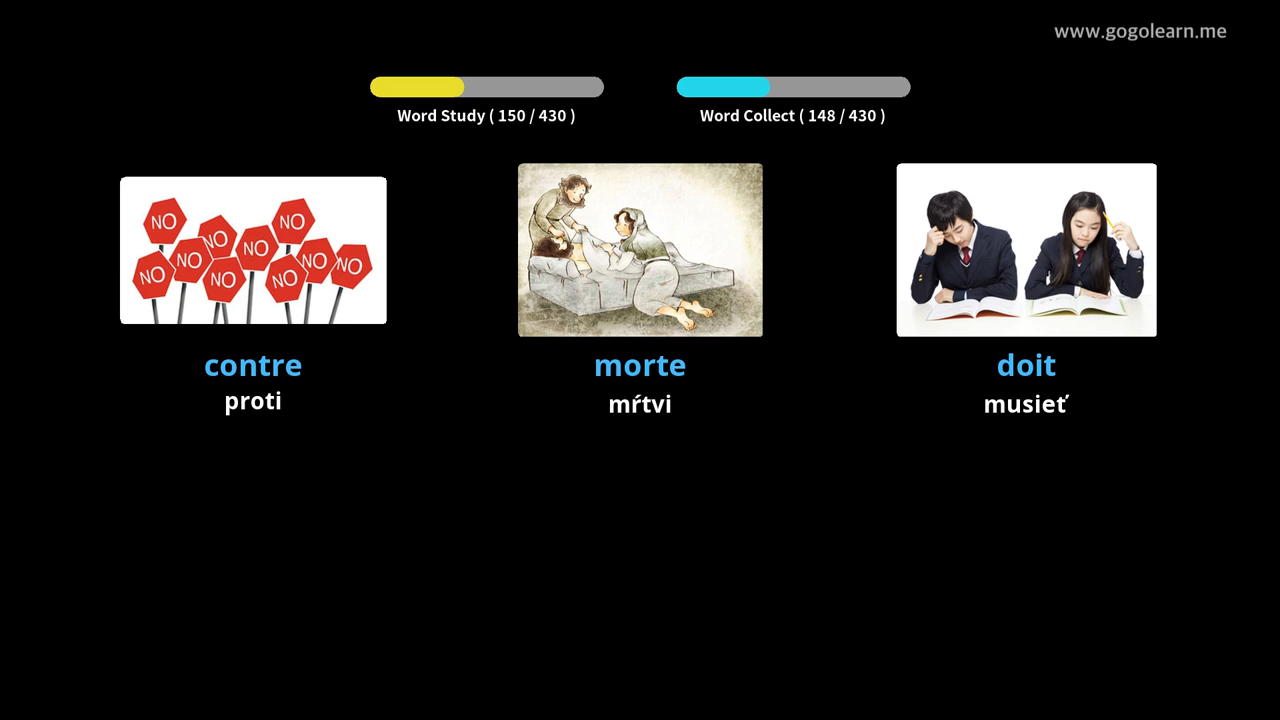 www.gogolearn.me
Word Study ( 150 / 430 )
Word Collect ( 148 / 430 )
NO
NO
NO
NO
NO
NO
NO
NO
NO
contre
morte
doit
proti
mŕtvi
musieť